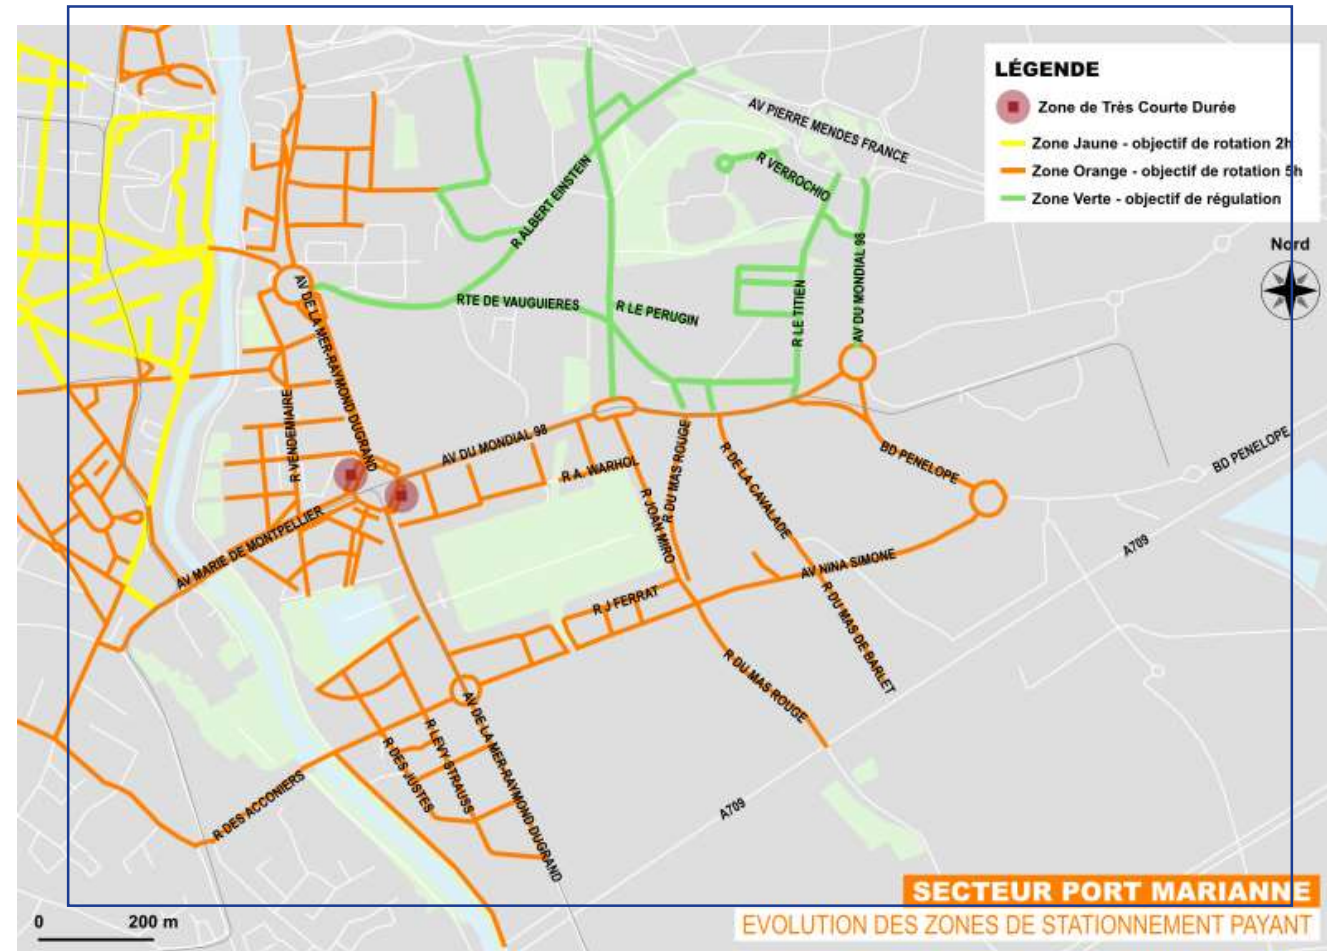 LÉGENDE
Zone de Très Courte Durée
Zone Jaune - objectif de rotation 2h
Zone Orange - objectif de rotation 5h
Zone Verte - objectif de régulation
Nord
AV PIERRE MENDES FRANCE
R VERROCHIO
R ALBERT EINSTEIN
AV DU MONDIAL 98
RTE DE VAUGUIERES
R LE PERUGIN
R LE TITIEN
AV DE LA MER-RAYMOND DUGRAND
R VENDEMIAIRE
AV DU MONDIAL 98
R A. WARHOL
R DU MAS ROUGE
R JOAN MIRO
R DE LA CAVALADE
BD PENELOPE
BD PENELOPE
A709
AV MARIE DE MONTPELLIER
AV NINA SIMONE
R J FERRAT
R DU MAS DE BARLET
R DU MAS ROUGE
AV DE LA MER-RAYMOND DUGRAND
R LEVY STRAUSS
R DES JUSTES
R DES ACCONIERS
A709
SECTEUR PORT MARIANNE
EVOLUTION DES ZONES DE STATIONNEMENT PAYANT
0 200 m